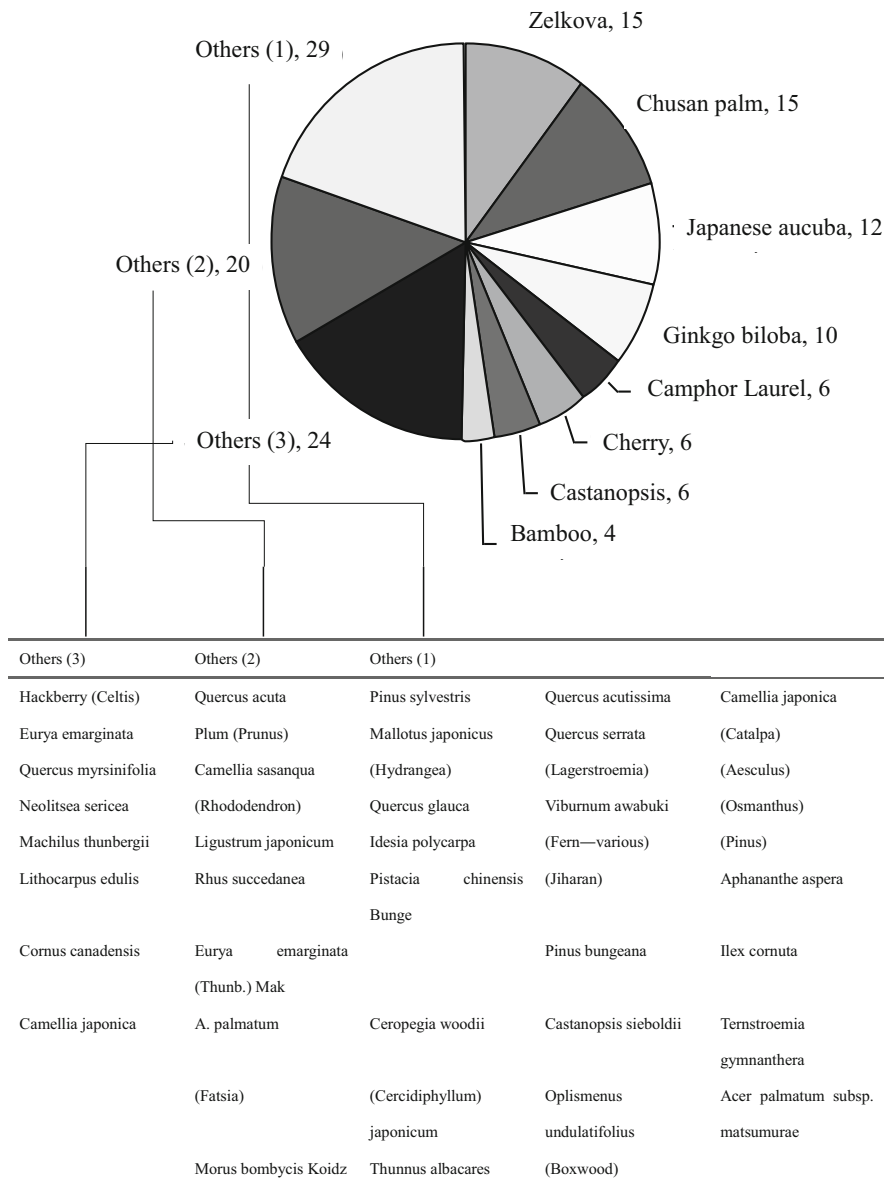 Zelkova, 15
Others (1), 29
Chusan palm, 15
Japanese aucuba, 12
Others (2), 20
Ginkgo biloba, 10
Camphor Laurel, 6
Others (3), 24
Cherry, 6
Castanopsis, 6
Bamboo, 4
Others (3) Others (2) Others (1)
Hackberry (Celtis) Quercus acuta Pinus sylvestris Quercus acutissima Camellia japonica
Eurya emarginata Plum (Prunus) Mallotus japonicus Quercus serrata (Catalpa)
Quercus myrsinifolia Camellia sasanqua (Hydrangea) (Lagerstroemia) (Aesculus)
Neolitsea sericea (Rhododendron) Quercus glauca Viburnum awabuki (Osmanthus)
Machilus thunbergii Ligustrum japonicum Idesia polycarpa (Fern—various) (Pinus)
Lithocarpus edulis Rhus succedanea Pistacia chinensis (Jiharan) Aphananthe aspera
Bunge
Cornus canadensis Eurya emarginata Pinus bungeana Ilex cornuta
(Thunb.) Mak
Camellia japonica A. palmatum Ceropegia woodii Castanopsis sieboldii Ternstroemia
gymnanthera
(Fatsia) (Cercidiphyllum) Oplismenus Acer palmatum subsp.
japonicum undulatifolius matsumurae
Morus bombycis Koidz Thunnus albacares (Boxwood)